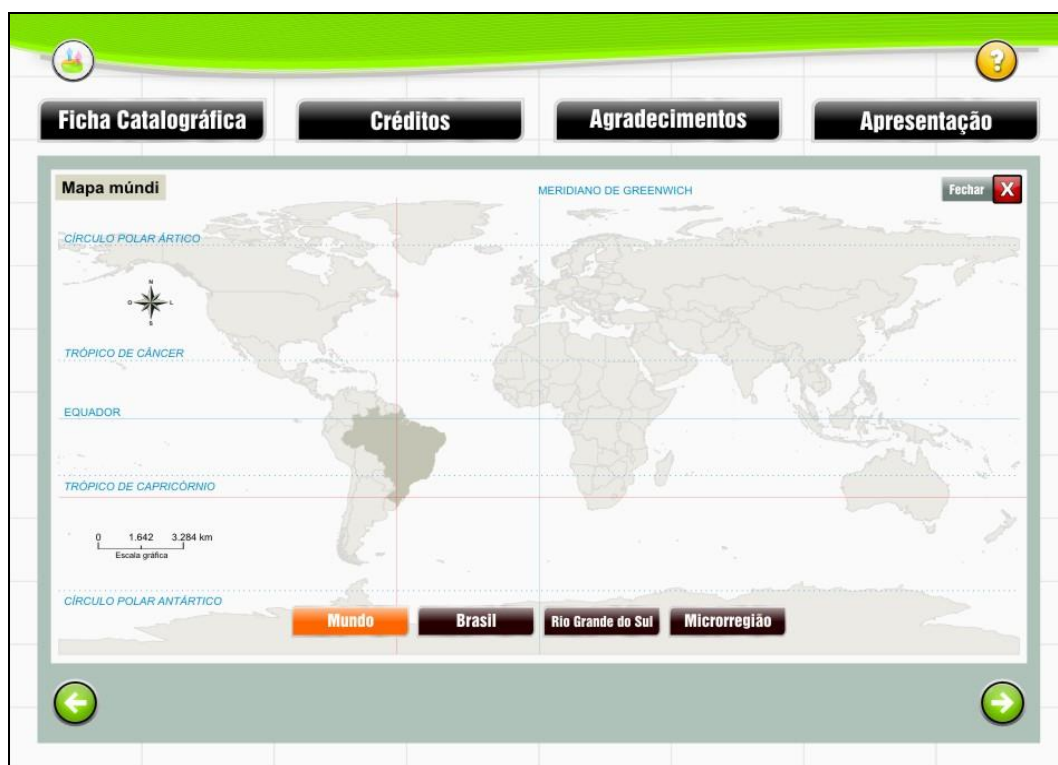 ?
Ficha Catalográfica
Créditos
Agradecimentos
Apresentação
Mapa múndi
MERIDIANO DE GREENWICH
Fechar X
CÍRCULO POLAR ÁRTICO
N
O L
S
TRÓPICO DE CÂNCER
EQUADOR
TRÓPICO DE CAPRICÓRNIO
0 1.642 3.284 km
Escala gráfica
CÍRCULO POLAR ANTÁRTICO
Mundo
Brasil
Rio Grande do Sul
Microrregião